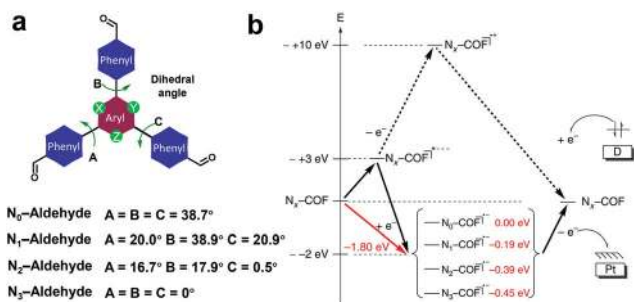 a
O
Phenyl
B
Dihedral
angle
X Y
Aryl
C
Z
Phenyl Phenyl
A
O O
N₀–Aldehyde A = B = C = 38.7°
N₁–Aldehyde A = 20.0° B = 38.9° C = 20.9°
N₂–Aldehyde A = 16.7° B = 17.9° C = 0.5°
N₃–Aldehyde A = B = C = 0°
b
E
~ +10 eV
Nₓ–COF
– e⁻
+ e⁻
D
~ +3 eV
Nₓ–COF
Nₓ–COF
+ e⁻
–1.80 eV
~ –2 eV
N₀–COF 0.00 eV
N₁–COF –0.19 eV
N₂–COF –0.39 eV
N₃–COF –0.45 eV
Nₓ–COF
– e⁻
Pt